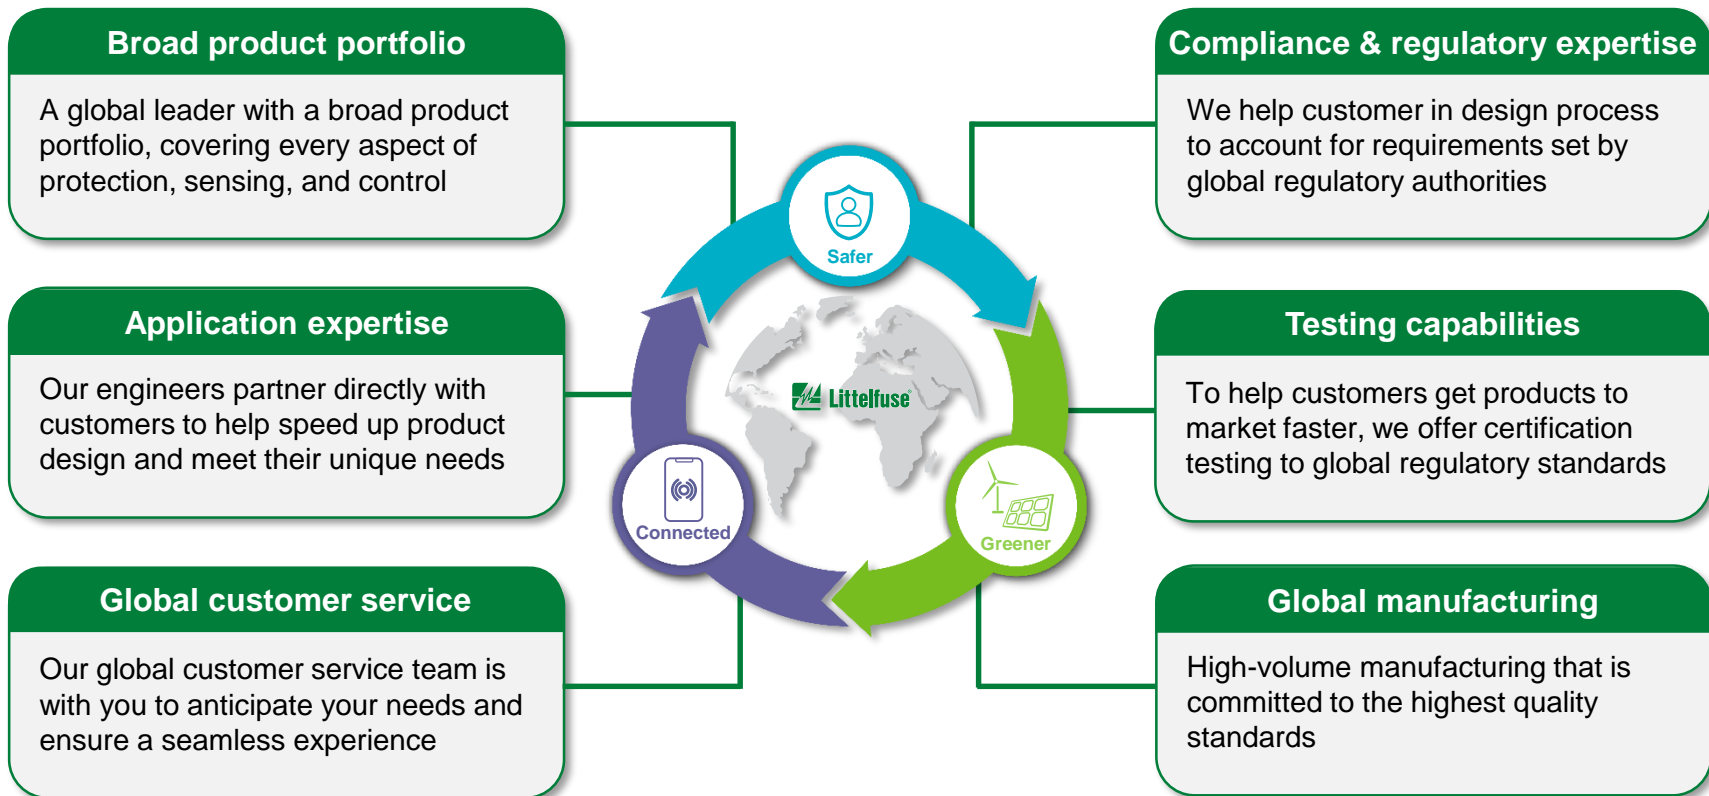 Broad product portfolio
A global leader with a broad product
portfolio, covering every aspect of
protection, sensing, and control
Application expertise
Our engineers partner directly with
customers to help speed up product
design and meet their unique needs
Global customer service
Our global customer service team is
with you to anticipate your needs and
ensure a seamless experience
Safer
Littelfuse®
Connected
Greener
Compliance & regulatory expertise
We help customer in design process
to account for requirements set by
global regulatory authorities
Testing capabilities
To help customers get products to
market faster, we offer certification
testing to global regulatory standards
Global manufacturing
High-volume manufacturing that is
committed to the highest quality
standards